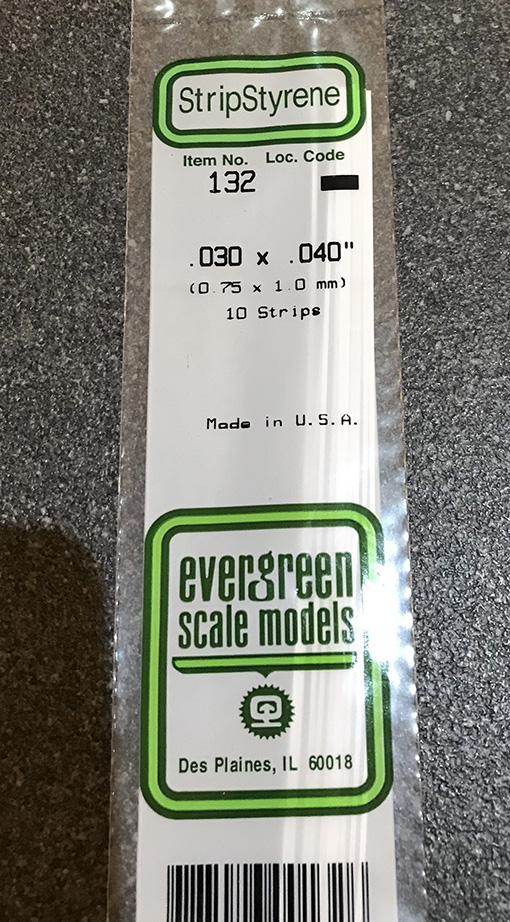 StripStyrene
Item No. Loc. Code
132
.030 x .040"
(0.75 x 1.0 mm)
10 Strips
Made in U.S.A.
evergreen
scale models
Des Plaines, IL 60018